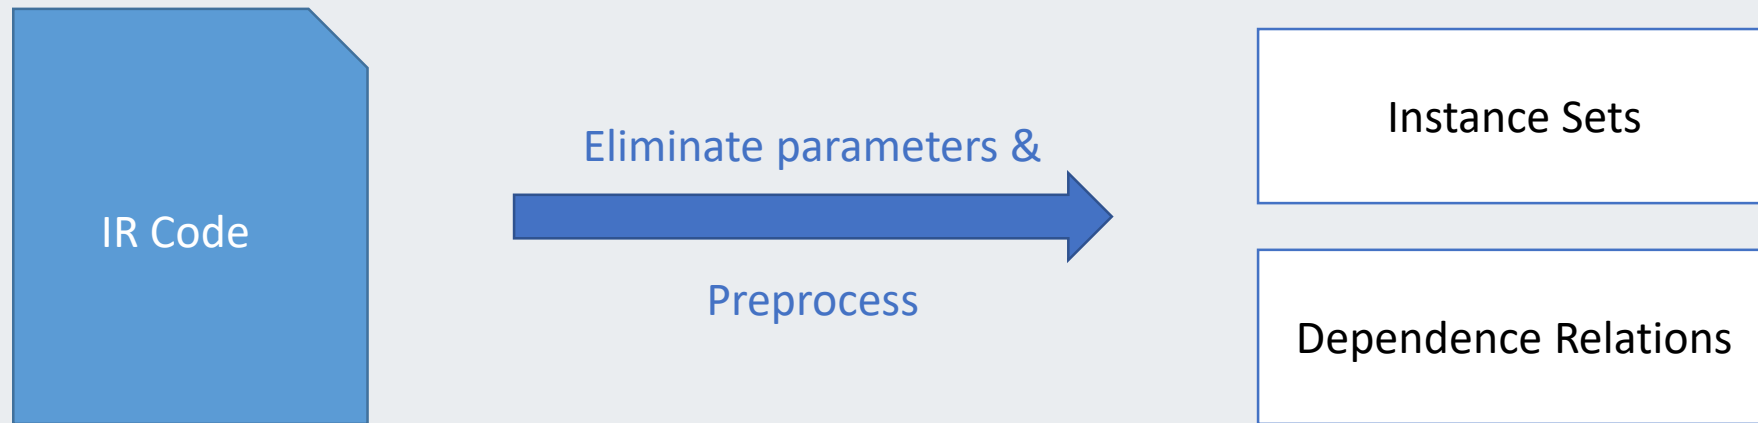 IR Code
Eliminate parameters &
Preprocess
Instance Sets
Dependence Relations